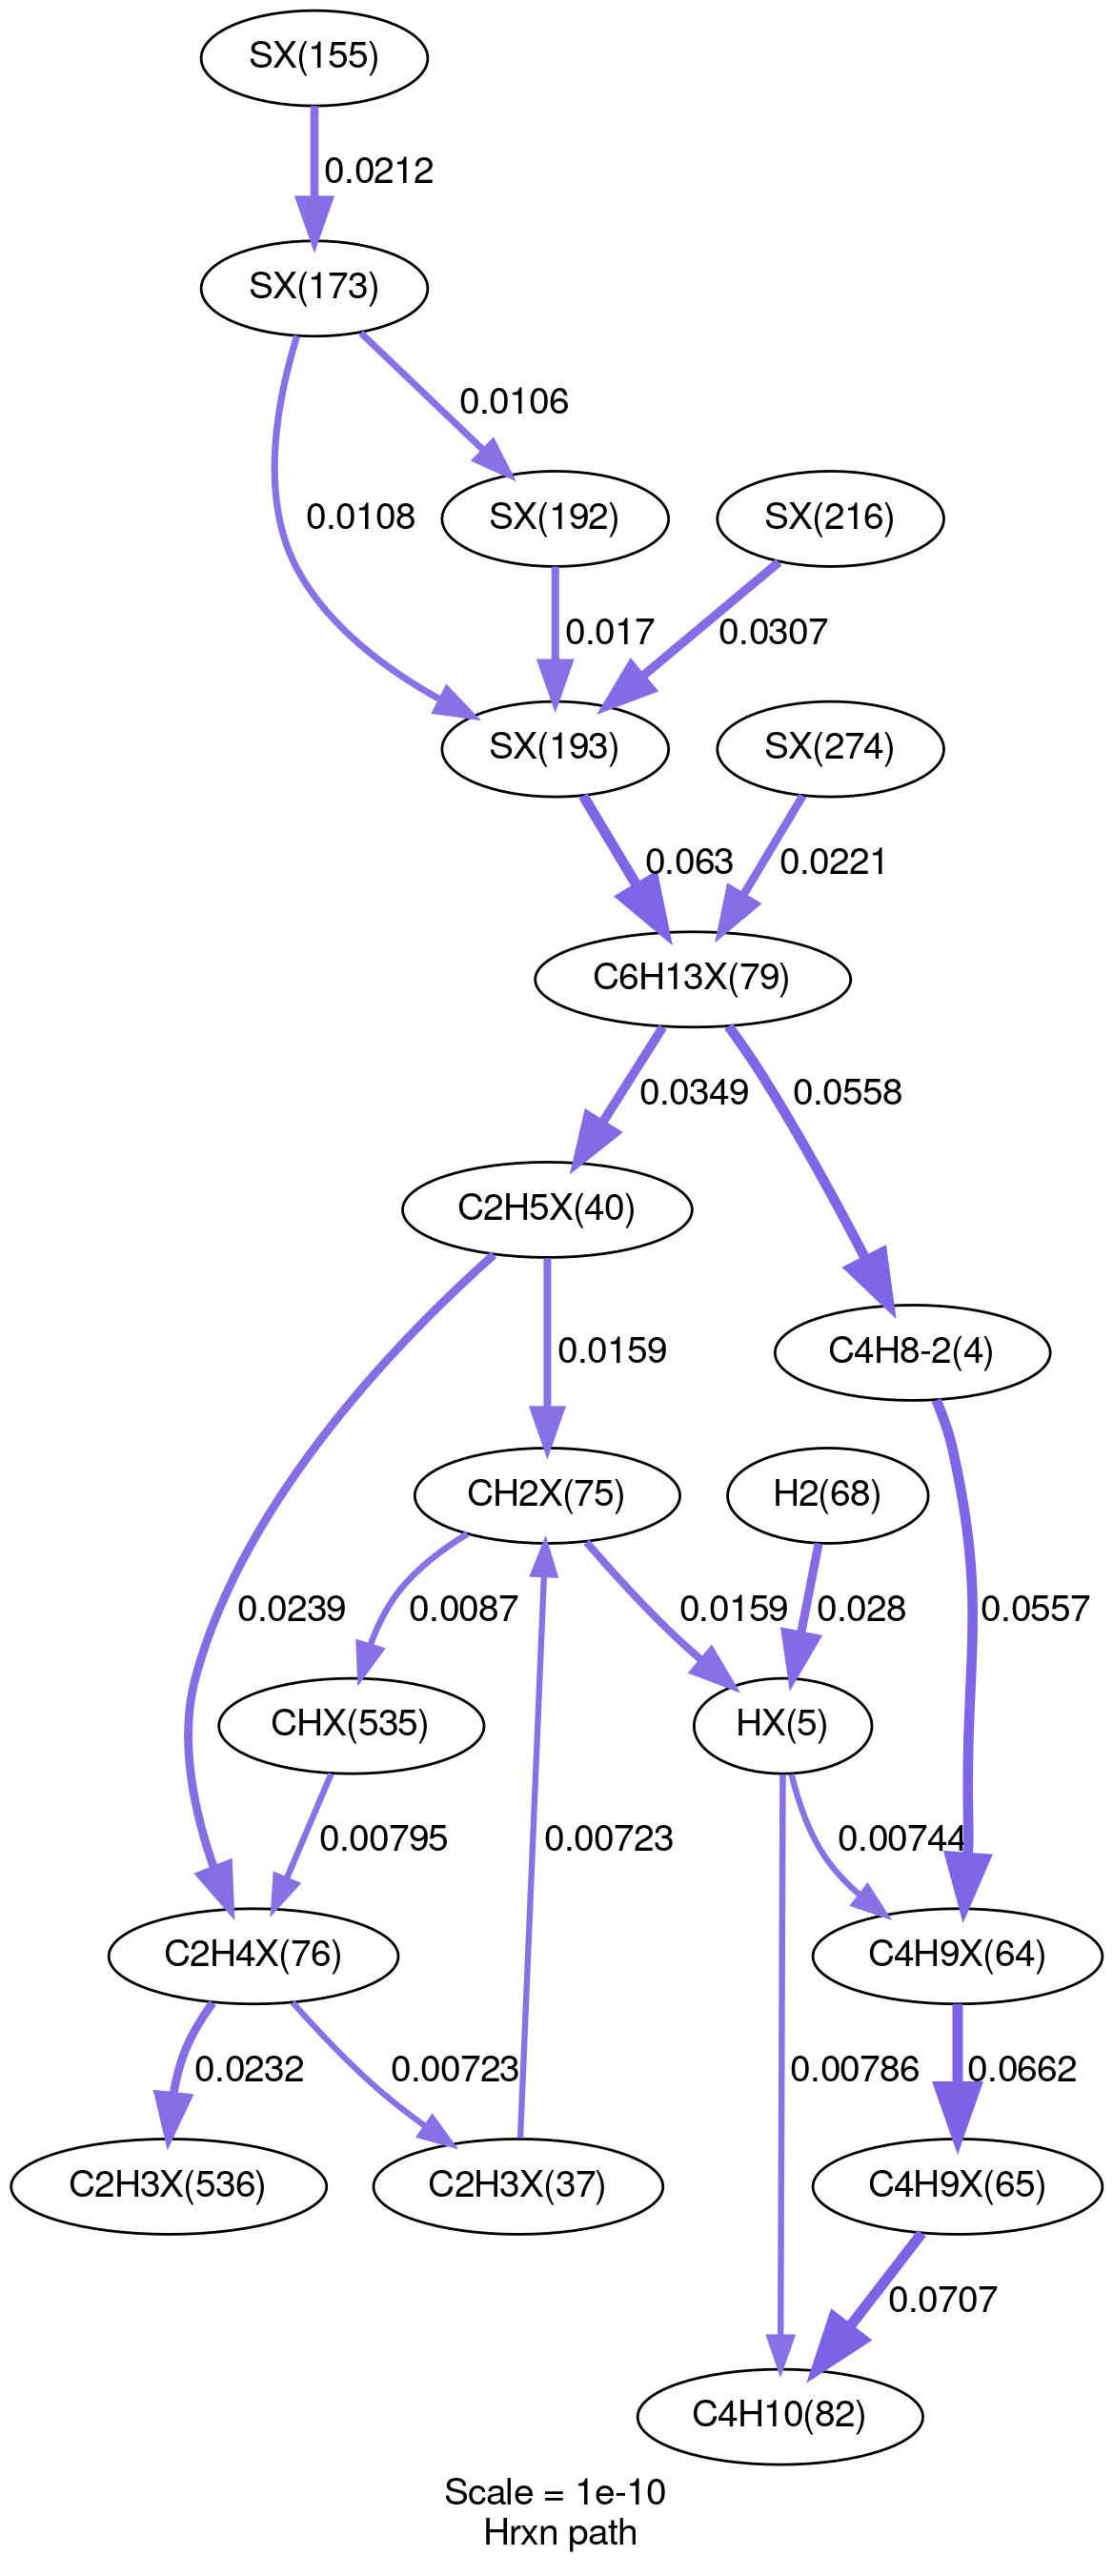 SX(155)
0.0212
SX(173)
0.0106
0.0108
SX(192)
SX(216)
0.017
0.0307
SX(193)
SX(274)
0.063
0.0221
C6H13X(79)
0.0349
0.0558
C2H5X(40)
0.0159
C4H8-2(4)
CH2X(75)
H2(68)
0.0239
0.0087
0.0159
0.028
0.0557
CHX(535)
HX(5)
0.00795
0.00723
0.00744
C2H4X(76)
C4H9X(64)
0.0232
0.00723
0.00786
0.0662
C2H3X(536)
C2H3X(37)
C4H9X(65)
0.0707
C4H10(82)
Scale = 1e-10
Hrxn path